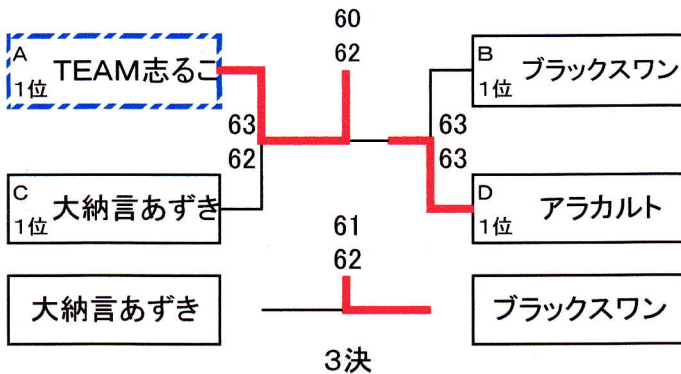 60
62
A
1位
TEAM志るこ
B
1位
ブラックスワン
63
62
63
63
C
1位
大納言あずき
D
1位
アラカルト
61
62
大納言あずき
ブラックスワン
3決